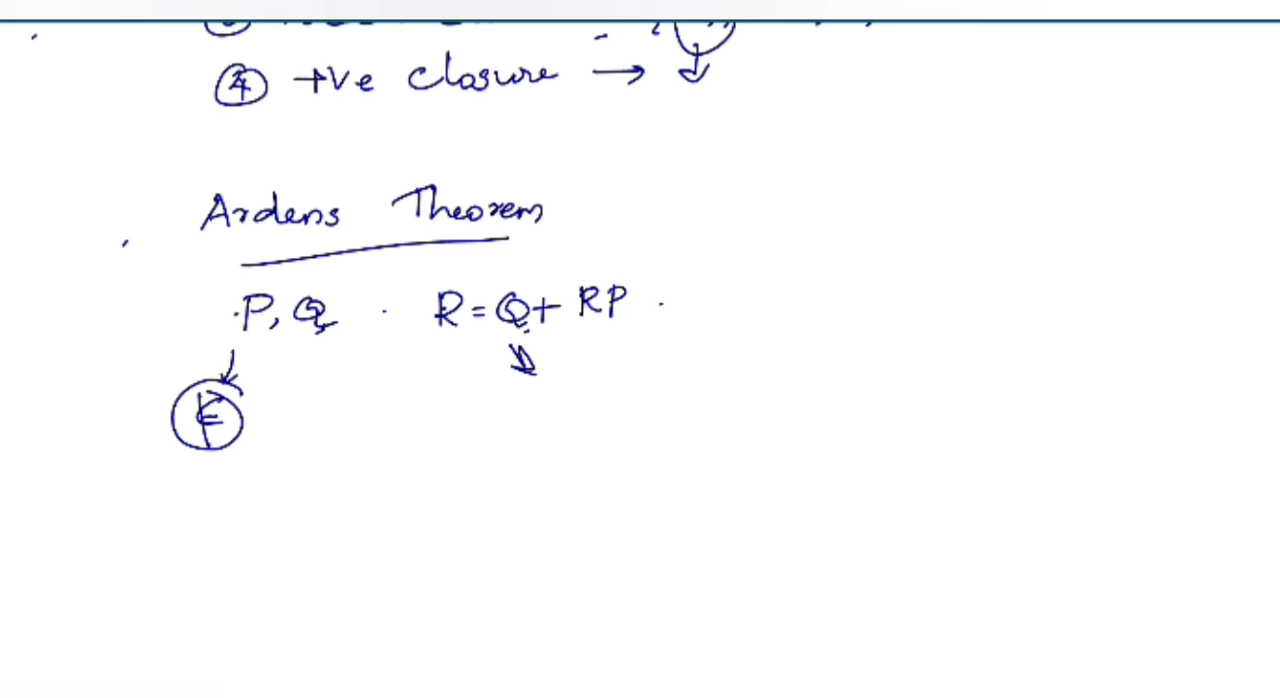 ④ +ve closure →
Ardens Theorem
P, Q . R = Q + RP .